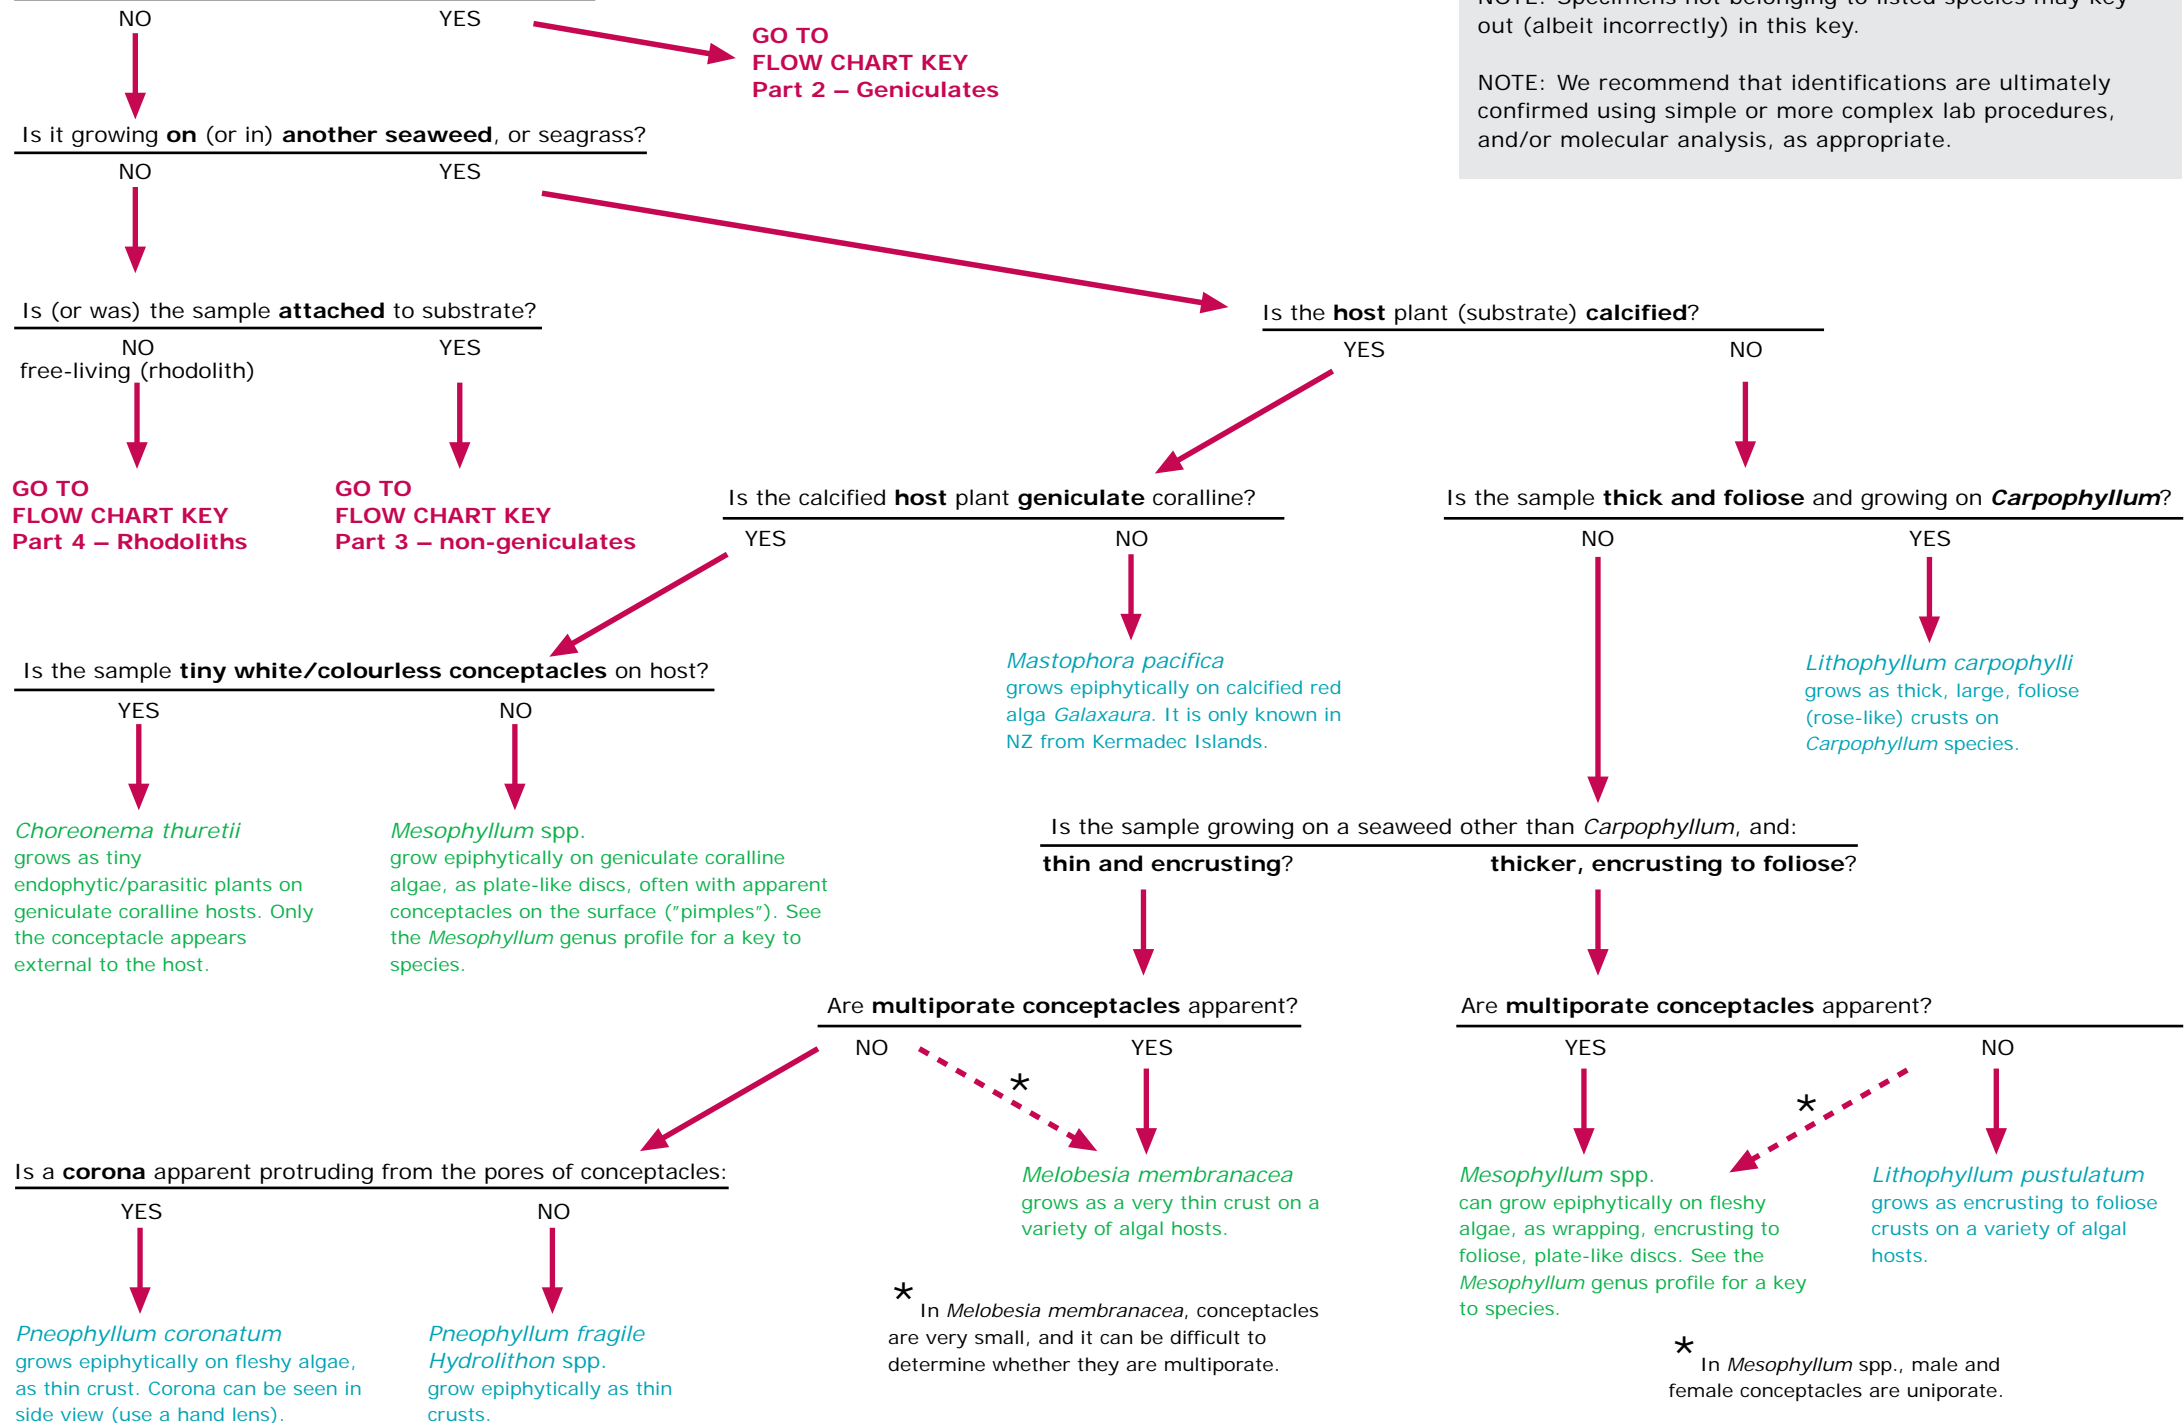 NO
YES
GO TO
FLOW CHART KEY
Part 2 – Geniculates
NOTE: Specimens not belonging to listed species may key
out (albeit incorrectly) in this key.
NOTE: We recommend that identifications are ultimately
confirmed using simple or more complex lab procedures,
and/or molecular analysis, as appropriate.
Is it growing on (or in) another seaweed, or seagrass?
NO
YES
Is (or was) the sample attached to substrate?
NO
free-living (rhodolith)
YES
Is the host plant (substrate) calcified?
YES
NO
GO TO
FLOW CHART KEY
Part 4 – Rhodoliths
GO TO
FLOW CHART KEY
Part 3 – non-geniculates
Is the calcified host plant geniculate coralline?
YES
NO
Is the sample thick and foliose and growing on Carpophyllum?
NO
YES
Is the sample tiny white/colourless conceptacles on host?
YES
NO
Mastophora pacifica
grows epiphytically on calcified red
alga Galaxaura. It is only known in
NZ from Kermadec Islands.
Lithophyllum carpophylli
grows as thick, large, foliose
(rose-like) crusts on
Carpophyllum species.
Choreonema thuretii
grows as tiny
endophytic/parasitic plants on
geniculate coralline hosts. Only
the conceptacle appears
external to the host.
Mesophyllum spp.
grow epiphytically on geniculate coralline
algae, as plate-like discs, often with apparent
conceptacles on the surface ("pimples"). See
the Mesophyllum genus profile for a key to
species.
Is the sample growing on a seaweed other than Carpophyllum, and:
thin and encrusting?
thicker, encrusting to foliose?
Are multiporate conceptacles apparent?
NO
YES
*
Are multiporate conceptacles apparent?
YES
NO
*
Is a corona apparent protruding from the pores of conceptacles:
YES
NO
Melobesia membranacea
grows as a very thin crust on a
variety of algal hosts.
Mesophyllum spp.
can grow epiphytically on fleshy
algae, as wrapping, encrusting to
foliose, plate-like discs. See the
Mesophyllum genus profile for a key
to species.
Lithophyllum pustulatum
grows as encrusting to foliose
crusts on a variety of algal
hosts.
Pneophyllum coronatum
grows epiphytically on fleshy algae,
as thin crust. Corona can be seen in
side view (use a hand lens).
Pneophyllum fragile
Hydrolithon spp.
grow epiphytically as thin
crusts.
* In Melobesia membranacea, conceptacles
are very small, and it can be difficult to
determine whether they are multiporate.
* In Mesophyllum spp., male and
female conceptacles are uniporate.